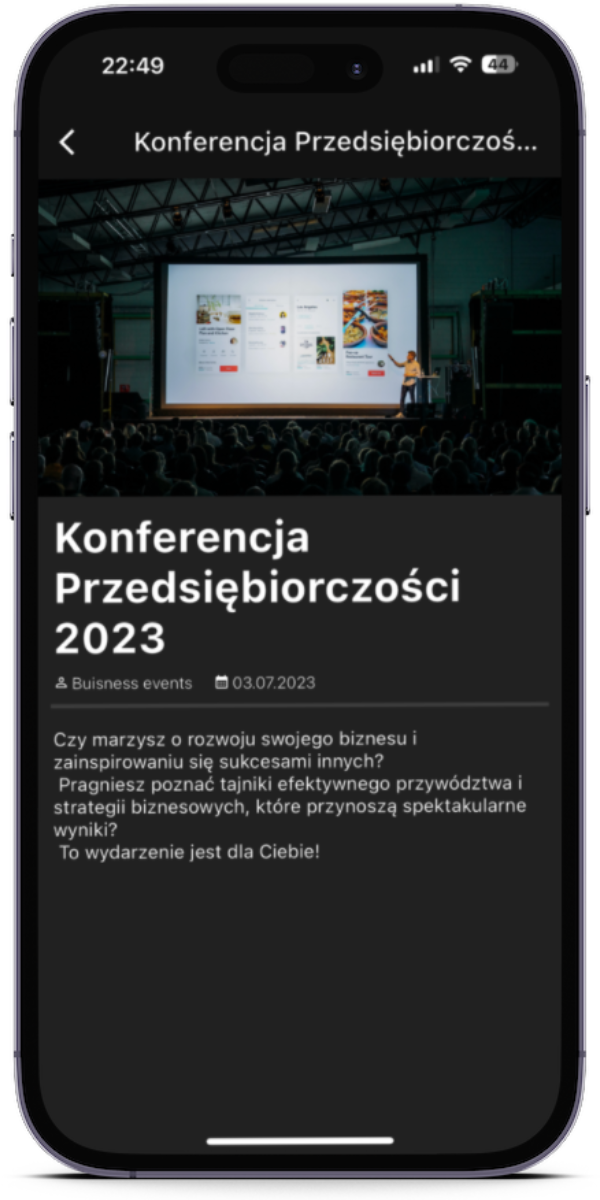 22:49
44
Konferencja Przedsiębiorczoś...
Konferencja
Przedsiębiorczości
2023
Buisness events 03.07.2023
Czy marzysz o rozwoju swojego biznesu i
zainspirowaniu się sukcesami innych?
Pragniesz poznać tajniki efektywnego przywództwa i
strategii biznesowych, które przynoszą spektakularne
wyniki?
To wydarzenie jest dla Ciebie!